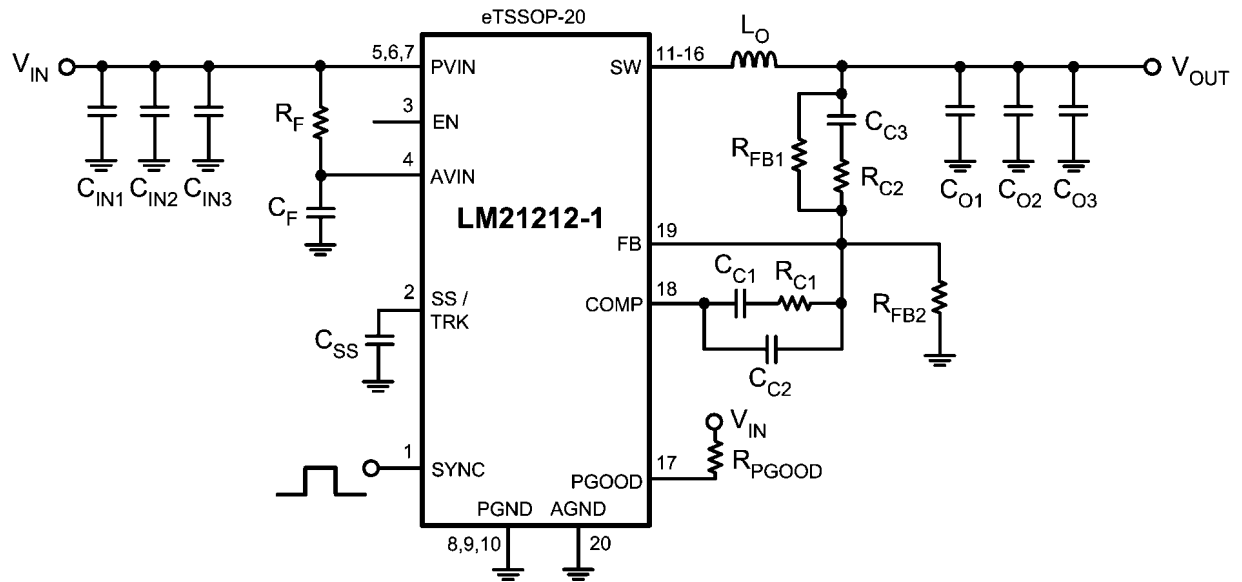 eTSSOP-20
V_IN
5,6,7
PVIN
SW
11-16
L_O
V_OUT
3
EN
R_F
C_C3
R_FB1
R_C2
4
AVIN
C_IN1
C_IN2
C_IN3
C_O1
C_O2
C_O3
C_F
LM21212-1
FB
19
C_C1
R_C1
2
SS /
TRK
COMP
18
R_FB2
C_SS
C_C2
V_IN
1
SYNC
17
R_PGOOD
PGOOD
PGND
AGND
8,9,10
20